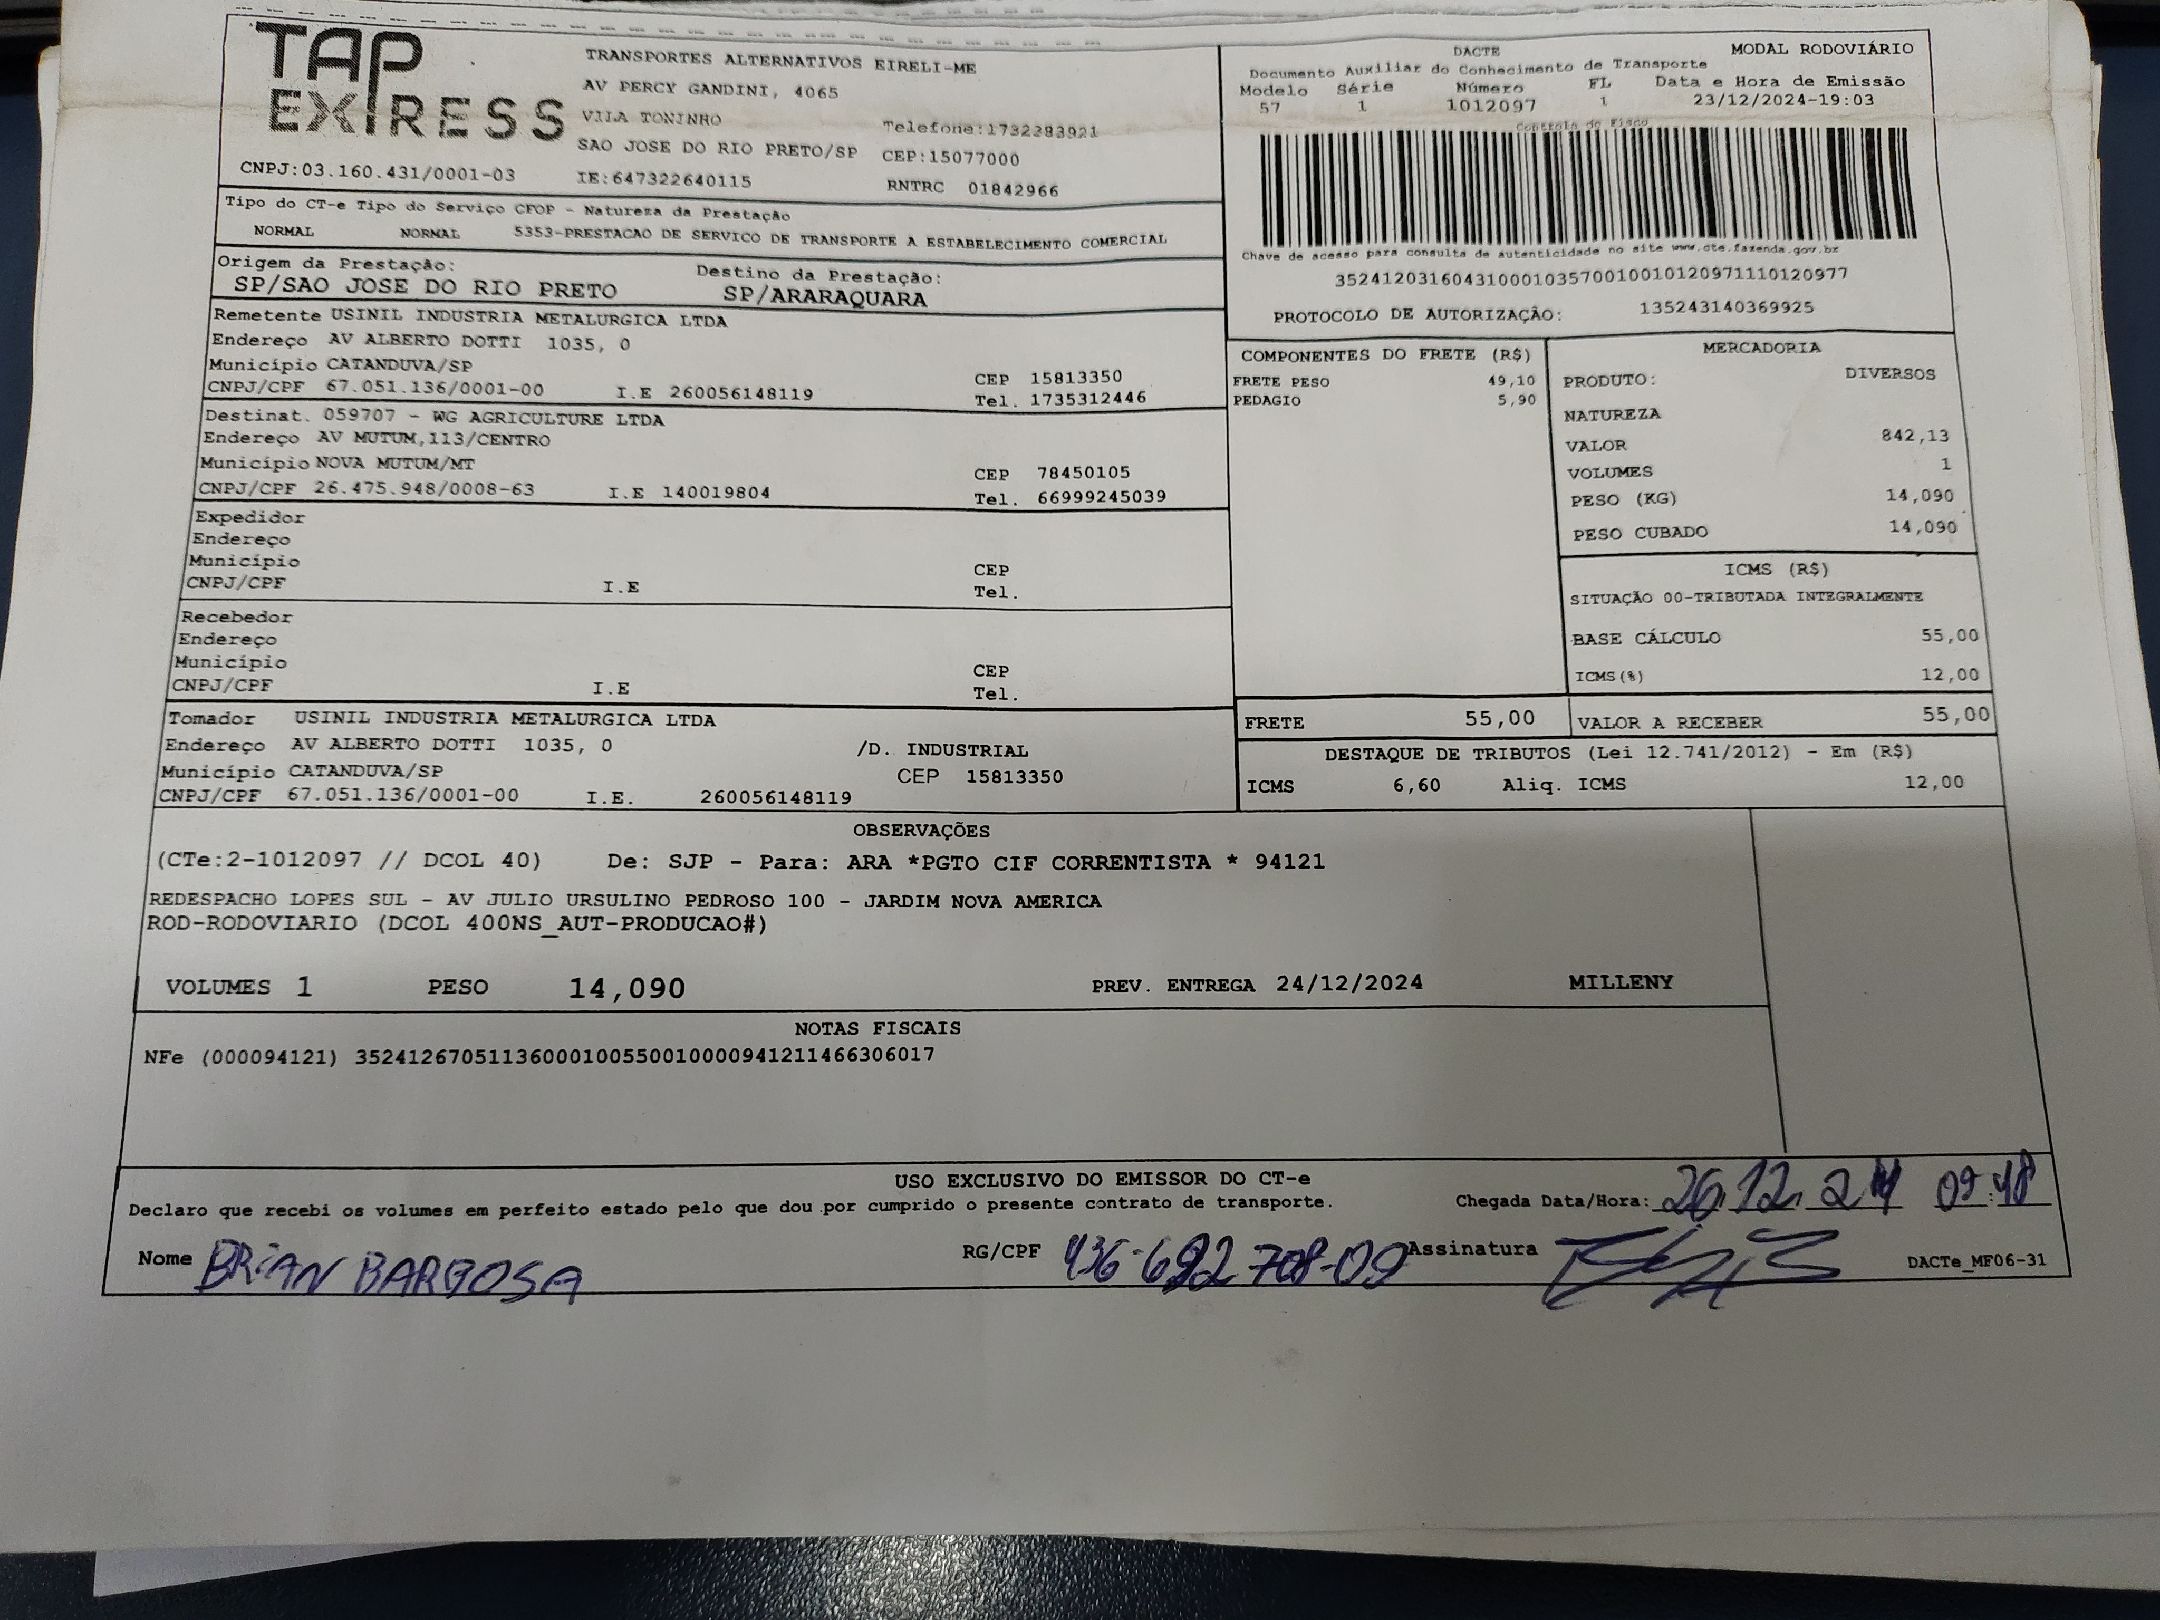 TAP
EXPRESS
TRANSPORTES ALTERNATIVOS EIRELI-ME
AV PERCY GANDINI, 4065
VILA TONINHO Telefone:1732383921
SAO JOSE DO RIO PRETO/SP CEP:15077000
CNPJ:03.160.431/0001-03 IE:647322640115 RNTRC 01842966
DACTE MODAL RODOVIÁRIO
Documento Auxiliar do Conhecimento de Transporte
Modelo Série Número FL Data e Hora de Emissão
57 1 1012097 1 23/12/2024-19:03
Controle do Fisco
Chave de acesso para consulta de autenticidade no site www.cte.fazenda.gov.br
35241203160431000103570010010120971110120977
PROTOCOLO DE AUTORIZAÇÃO: 135243140369925
Tipo do CT-e Tipo do Serviço CFOP - Natureza da Prestação
NORMAL NORMAL 5353-PRESTACAO DE SERVICO DE TRANSPORTE A ESTABELECIMENTO COMERCIAL
Origem da Prestação: Destino da Prestação:
SP/SAO JOSE DO RIO PRETO SP/ARARAQUARA
Remetente USINIL INDUSTRIA METALURGICA LTDA
Endereço AV ALBERTO DOTTI 1035, 0
Município CATANDUVA/SP CEP 15813350
CNPJ/CPF 67.051.136/0001-00 I.E 260056148119 Tel. 1735312446
Destinat. 059707 - WG AGRICULTURE LTDA
Endereço AV MUTUM,113/CENTRO
Município NOVA MUTUM/MT CEP 78450105
CNPJ/CPF 26.475.948/0008-63 I.E 140019804 Tel. 66999245039
Expedidor
Endereço
Município CEP
CNPJ/CPF I.E Tel.
Recebedor
Endereço
Município CEP
CNPJ/CPF I.E Tel.
Tomador USINIL INDUSTRIA METALURGICA LTDA
Endereço AV ALBERTO DOTTI 1035, 0 /D. INDUSTRIAL
Município CATANDUVA/SP CEP 15813350
CNPJ/CPF 67.051.136/0001-00 I.E. 260056148119
COMPONENTES DO FRETE (R$)
FRETE PESO 49,10
PEDAGIO 5,90
MERCADORIA
PRODUTO: DIVERSOS
NATUREZA
VALOR 842,13
VOLUMES 1
PESO (KG) 14,090
PESO CUBADO 14,090
ICMS (R$)
SITUAÇÃO 00-TRIBUTADA INTEGRALMENTE
BASE CÁLCULO 55,00
ICMS(%) 12,00
FRETE 55,00 VALOR A RECEBER 55,00
DESTAQUE DE TRIBUTOS (Lei 12.741/2012) - Em (R$)
ICMS 6,60 Aliq. ICMS 12,00
OBSERVAÇÕES
(CTe:2-1012097 // DCOL 40) De: SJP - Para: ARA *PGTO CIF CORRENTISTA * 94121
REDESPACHO LOPES SUL - AV JULIO URSULINO PEDROSO 100 - JARDIM NOVA AMERICA
ROD-RODOVIARIO (DCOL 400NS_AUT-PRODUCAO#)
VOLUMES 1 PESO 14,090 PREV. ENTREGA 24/12/2024 MILLENY
NOTAS FISCAIS
NFe (000094121) 35241267051136000100550010000941211466306017
USO EXCLUSIVO DO EMISSOR DO CT-e
Declaro que recebi os volumes em perfeito estado pelo que dou por cumprido o presente contrato de transporte. Chegada Data/Hora: 26.12.24 09:48
Nome BRIAN BARBOSA RG/CPF 436-692 708-09 Assinatura DACTe_MF06-31